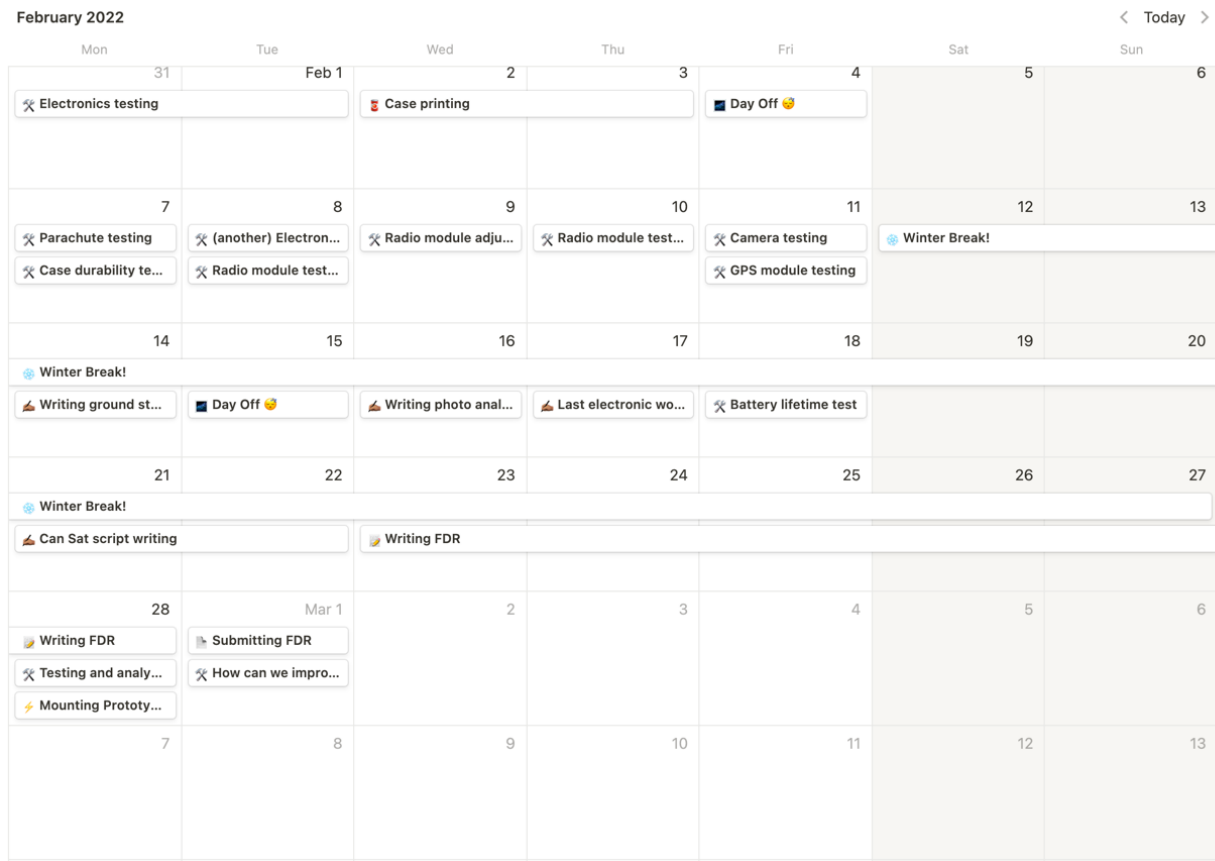 February 2022
Today
Mon Tue Wed Thu Fri Sat Sun
31 Feb 1 2 3 4 5 6
Electronics testing Case printing Day Off 😴
7 8 9 10 11 12 13
Parachute testing (another) Electron... Radio module adju... Radio module test... Camera testing Winter Break!
Case durability te... Radio module test... GPS module testing
14 15 16 17 18 19 20
Winter Break!
Writing ground st... Day Off 😴 Writing photo anal... Last electronic wo... Battery lifetime test
21 22 23 24 25 26 27
Winter Break!
Can Sat script writing Writing FDR
28 Mar 1 2 3 4 5 6
Writing FDR Submitting FDR
Testing and analy... How can we impro...
Mounting Prototy...
7 8 9 10 11 12 13